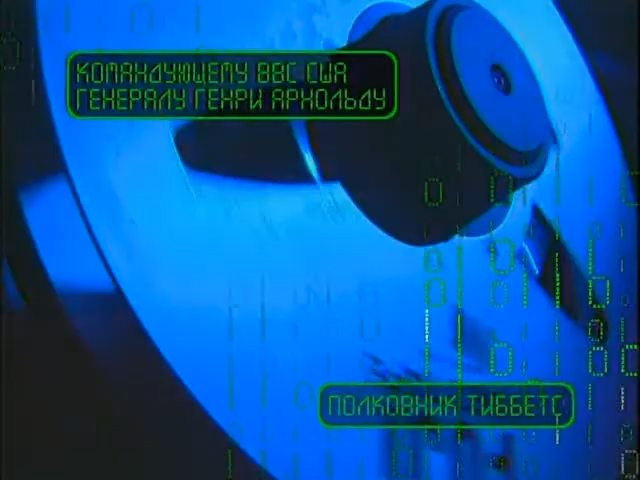 КОМАНДУЮЩЕМУ ВВС США
ГЕНЕРАЛУ ГЕНРИ АРНОЛЬДУ
ПОЛКОВНИК ТИББЕТС